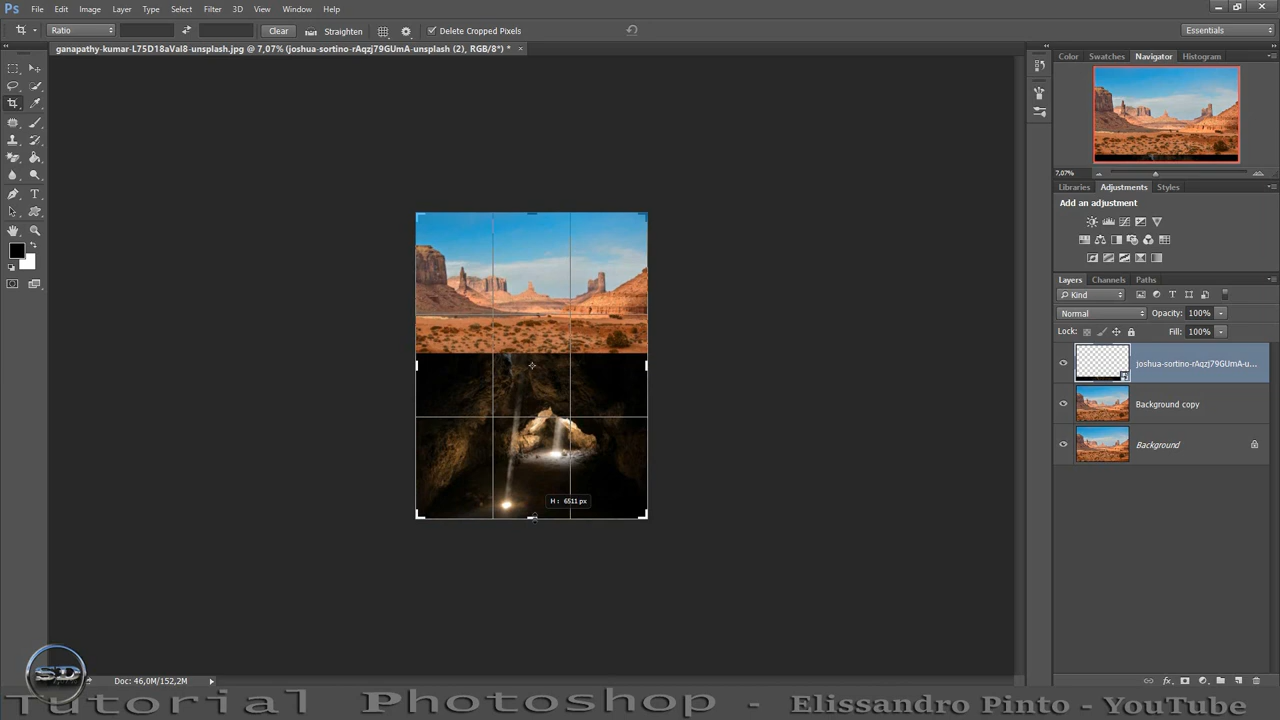 Ps File Edit Image Layer Type Select Filter 3D View Window Help
Ratio Clear Straighten Delete Cropped Pixels Essentials
ganapathy-kumar-L75D18aVal8-unsplash.jpg @ 7,07% (joshua-sortino-rAqzj79GUmA-unsplash (2), RGB/8*) *
Color Swatches Navigator Histogram
7,07%
Libraries Adjustments Styles
Add an adjustment
Layers Channels Paths
Kind
Normal Opacity: 100%
Lock: Fill: 100%
joshua-sortino-rAqzj79GUmA-u...
Background copy
Background
H: 6511 px
SD
Doc: 46,0M/152,2M
Tutorial Photoshop - Elissandro Pinto - YouTube